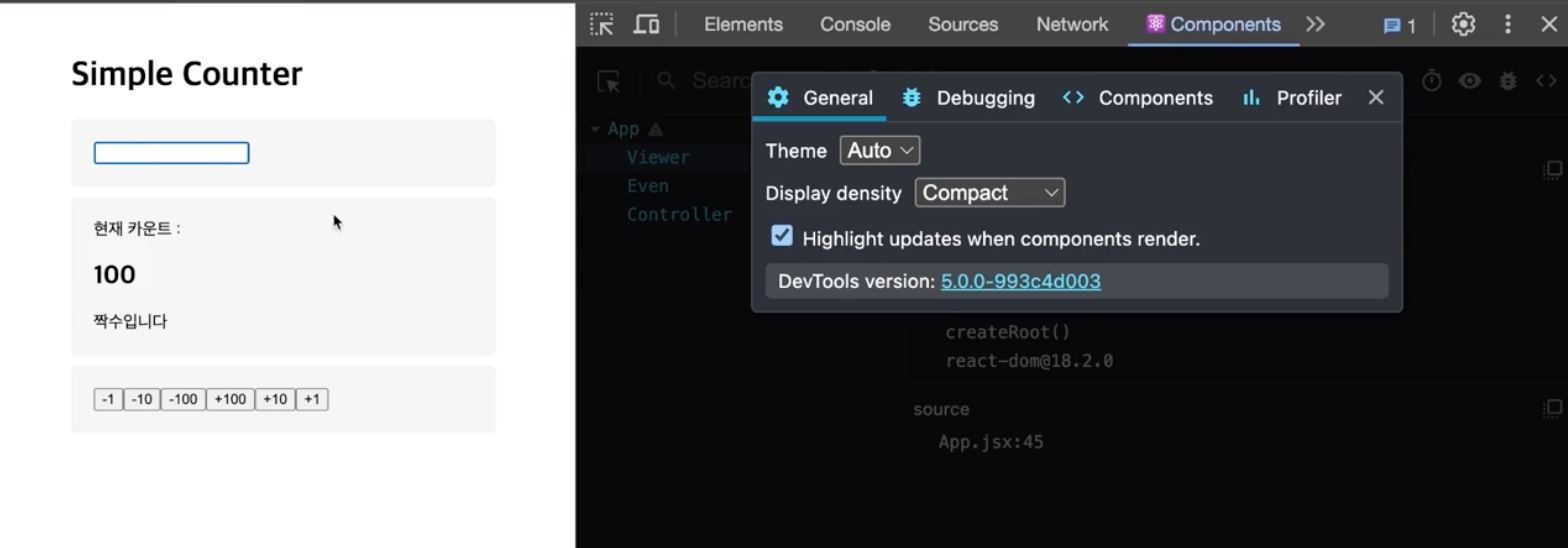 Simple Counter
현재 카운트 :
100
짝수입니다
-1 -10 -100 +100 +10 +1
Elements Console Sources Network Components 1
Searc
General Debugging Components Profiler
App
Viewer
Even
Controller
Theme Auto
Display density Compact
Highlight updates when components render.
DevTools version: 5.0.0-993c4d003
createRoot()
react-dom@18.2.0
source
App.jsx:45